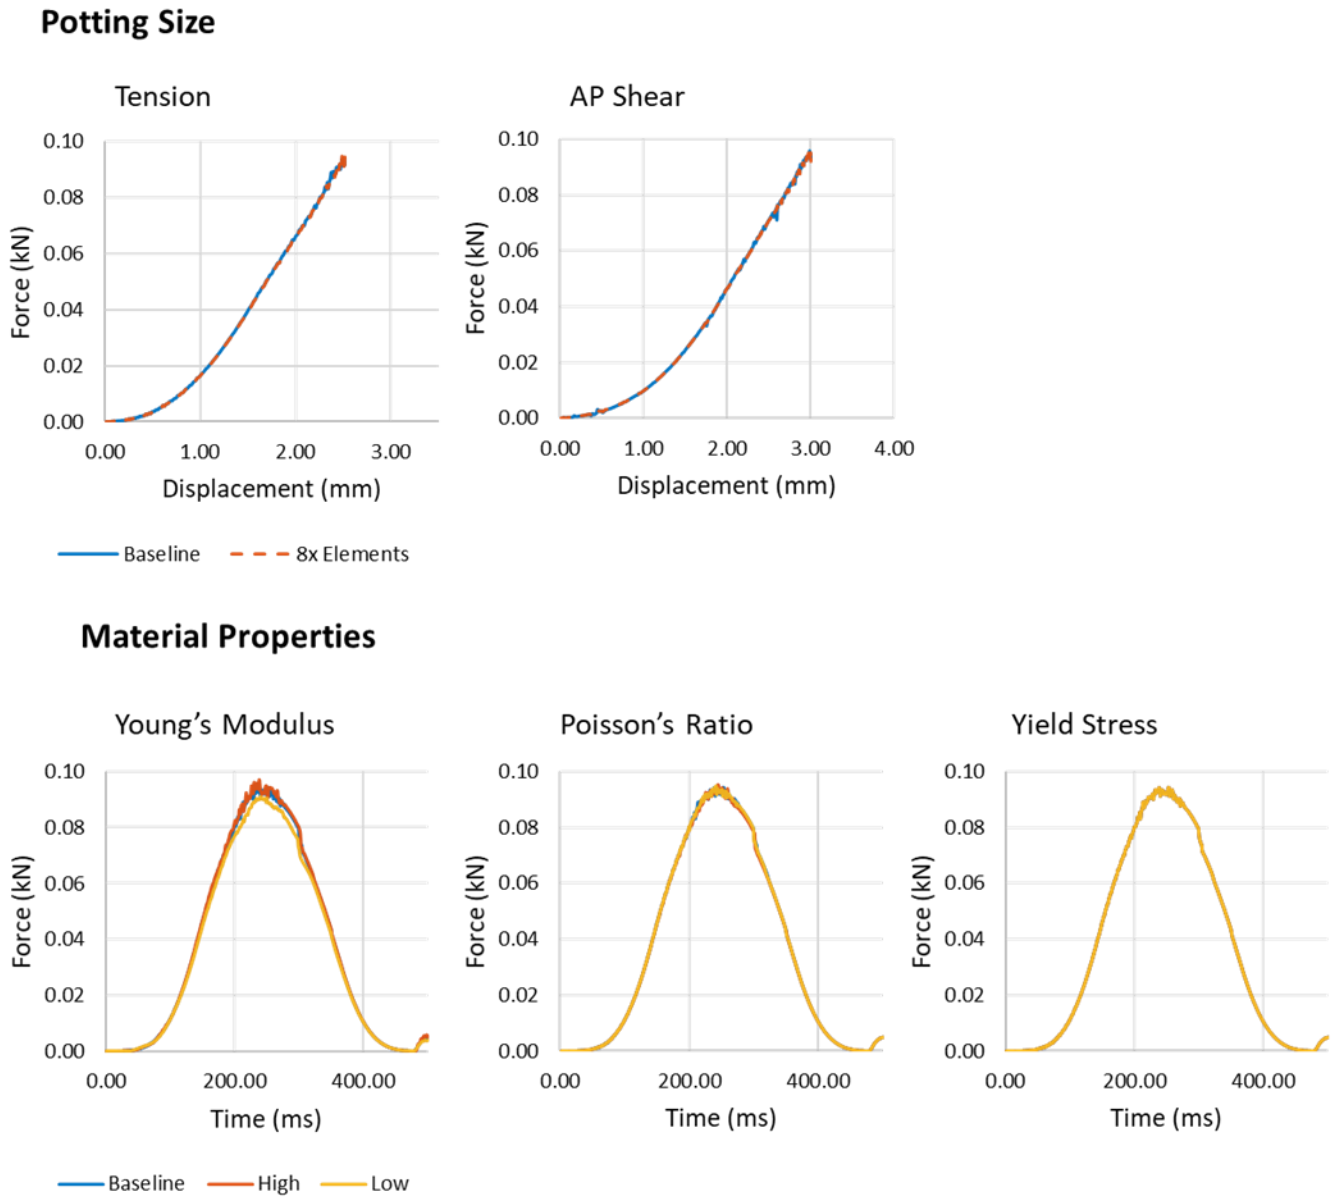 Potting Size
Tension
AP Shear
0.10
0.08
0.06
0.04
0.02
0.00
Force (kN)
0.00 1.00 2.00 3.00
Displacement (mm)
0.10
0.08
0.06
0.04
0.02
0.00
Force (kN)
0.00 1.00 2.00 3.00 4.00
Displacement (mm)
Baseline 8x Elements
Material Properties
Young’s Modulus
Poisson’s Ratio
Yield Stress
0.10
0.08
0.06
0.04
0.02
0.00
Force (kN)
0.00 200.00 400.00
Time (ms)
0.10
0.08
0.06
0.04
0.02
0.00
Force (kN)
0.00 200.00 400.00
Time (ms)
0.10
0.08
0.06
0.04
0.02
0.00
Force (kN)
0.00 200.00 400.00
Time (ms)
Baseline High Low